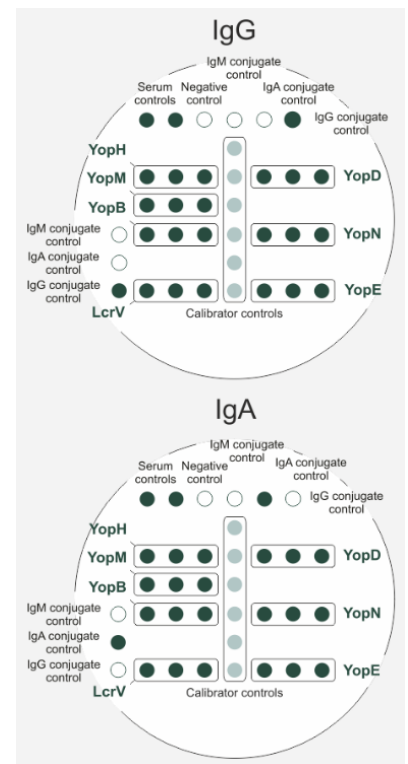 IgG
IgM conjugate
control
Serum
controls
Negative
control
IgA conjugate
control
IgG conjugate
control
YopH
YopM
YopD
YopB
IgM conjugate
control
YopN
IgA conjugate
control
IgG conjugate
control
YopE
LcrV
Calibrator controls
IgA
IgM conjugate
control
Serum
controls
Negative
control
IgA conjugate
control
IgG conjugate
control
YopH
YopM
YopD
YopB
IgM conjugate
control
YopN
IgA conjugate
control
IgG conjugate
control
YopE
LcrV
Calibrator controls